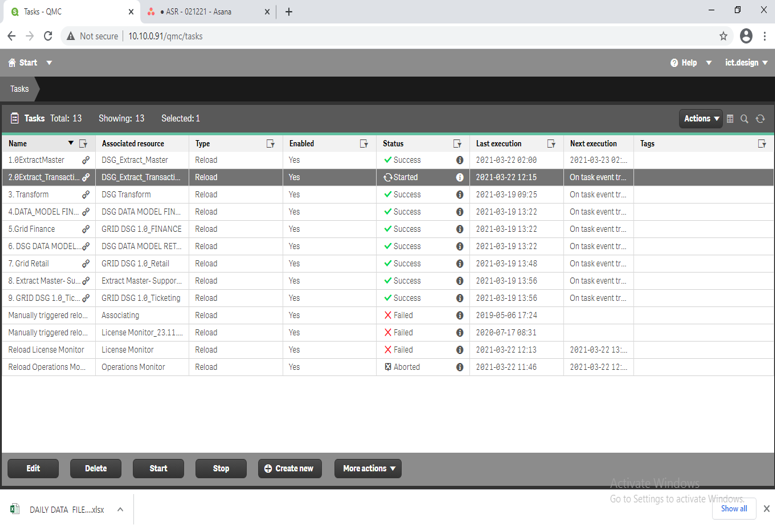 Tasks - QMC
ASR - 021221 - Asana
Not secure | 10.10.0.91/qmc/tasks
Start Help ict.design
Tasks
Tasks Total: 13 Showing: 13 Selected: 1 Actions
Name Associated resource Type Enabled Status Last execution Next execution Tags
1.0ExtractMaster DSG_Extract_Master Reload Yes Success 2021-03-22 02:00 2021-03-23 02:...
2.0Extract_Transacti... DSG_Extract_Transacti... Reload Yes Started 2021-03-22 12:15 On task event tr...
3. Transform DSG Transform Reload Yes Success 2021-03-19 09:25 On task event tr...
4.DATA_MODEL FIN... DSG DATA MODEL FIN... Reload Yes Success 2021-03-19 13:22 On task event tr...
5.Grid Finance GRID DSG 1.0_FINANCE Reload Yes Success 2021-03-19 13:22 On task event tr...
6. DSG DATA MODEL... DSG DATA MODEL RET... Reload Yes Success 2021-03-19 13:22 On task event tr...
7. Grid Retail GRID DSG 1.0_Retail Reload Yes Success 2021-03-19 13:48 On task event tr...
8. Extract Master- Su... Extract Master- Suppor... Reload Yes Success 2021-03-19 13:56 On task event tr...
9. GRID DSG 1.0_Tic... GRID DSG 1.0_Ticketing Reload Yes Success 2021-03-19 13:56 On task event tr...
Manually triggered relo... Associating Reload Yes Failed 2019-05-06 17:24
Manually triggered relo... License Monitor_23.11.... Reload Yes Failed 2020-07-17 08:31
Reload License Monitor License Monitor Reload Yes Failed 2021-03-22 12:13 2021-03-22 13:...
Reload Operations Mo... Operations Monitor Reload Yes Aborted 2021-03-22 11:46 2021-03-22 12:...
Edit Delete Start Stop Create new More actions
Activate Windows
Go to Settings to activate Windows.
DAILY DATA FILE....xlsx Show all